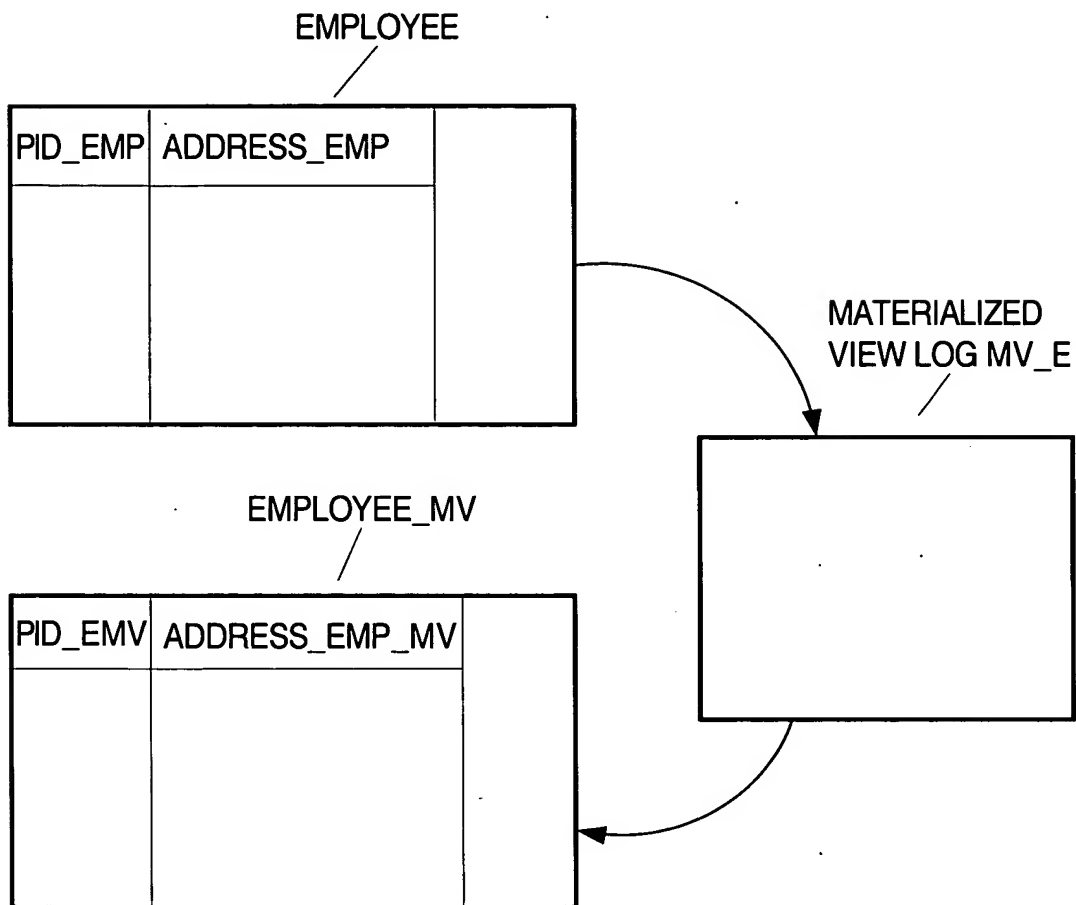 EMPLOYEE
PID_EMP ADDRESS_EMP
MATERIALIZED
VIEW LOG MV_E
EMPLOYEE_MV
PID_EMV ADDRESS_EMP_MV